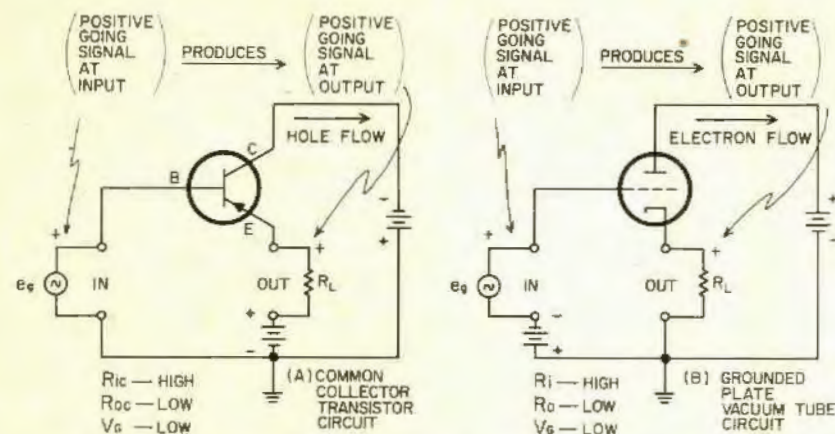 POSITIVE
GOING
SIGNAL
AT
INPUT
PRODUCES
POSITIVE
GOING
SIGNAL
AT
OUTPUT
HOLE FLOW
C
B
E
+
+
-
+
eg
IN
OUT
RL
+
-
RIC — HIGH
ROC — LOW
VG — LOW
(A) COMMON
COLLECTOR
TRANSISTOR
CIRCUIT
POSITIVE
GOING
SIGNAL
AT
INPUT
PRODUCES
POSITIVE
GOING
SIGNAL
AT
OUTPUT
ELECTRON FLOW
+
+
+
-
eg
IN
OUT
RL
-
+
RI — HIGH
RO — LOW
VG — LOW
(B) GROUNDED
PLATE
VACUUM TUBE
CIRCUIT